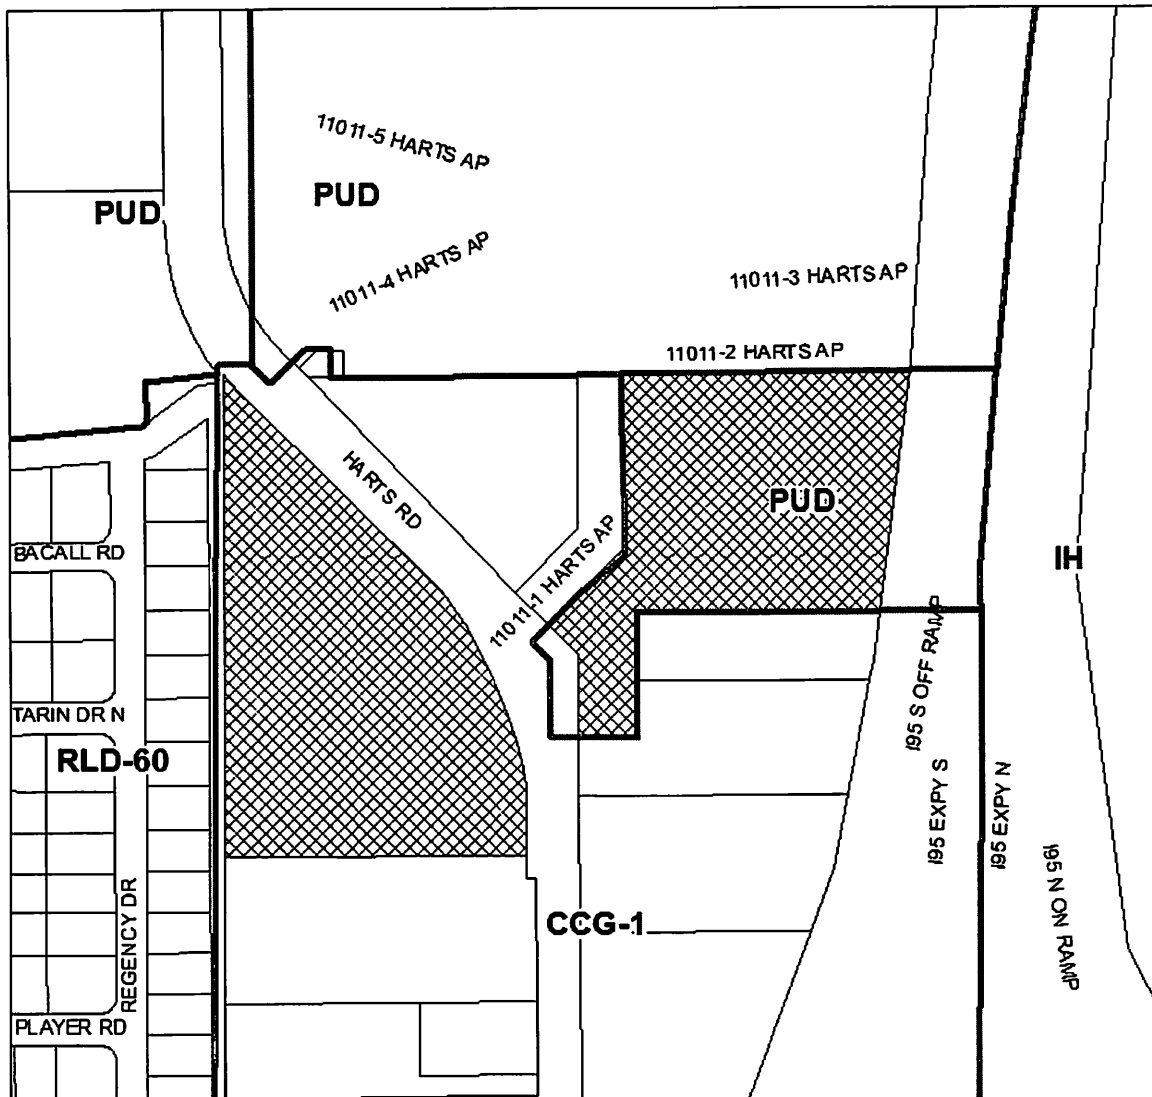 11011-5 HARTS AP
PUD
PUD
11011-4 HARTS AP
11011-3 HARTS AP
11011-2 HARTS AP
HARTS RD
PUD
11011-1 HARTS AP
BACALL RD
IH
I95 S OFF RAMP
TARIN DR N
RLD-60
I95 EXPY S
I95 EXPY N
I95 N ON RAMP
REGENCY DR
CCG-1
PLAYER RD